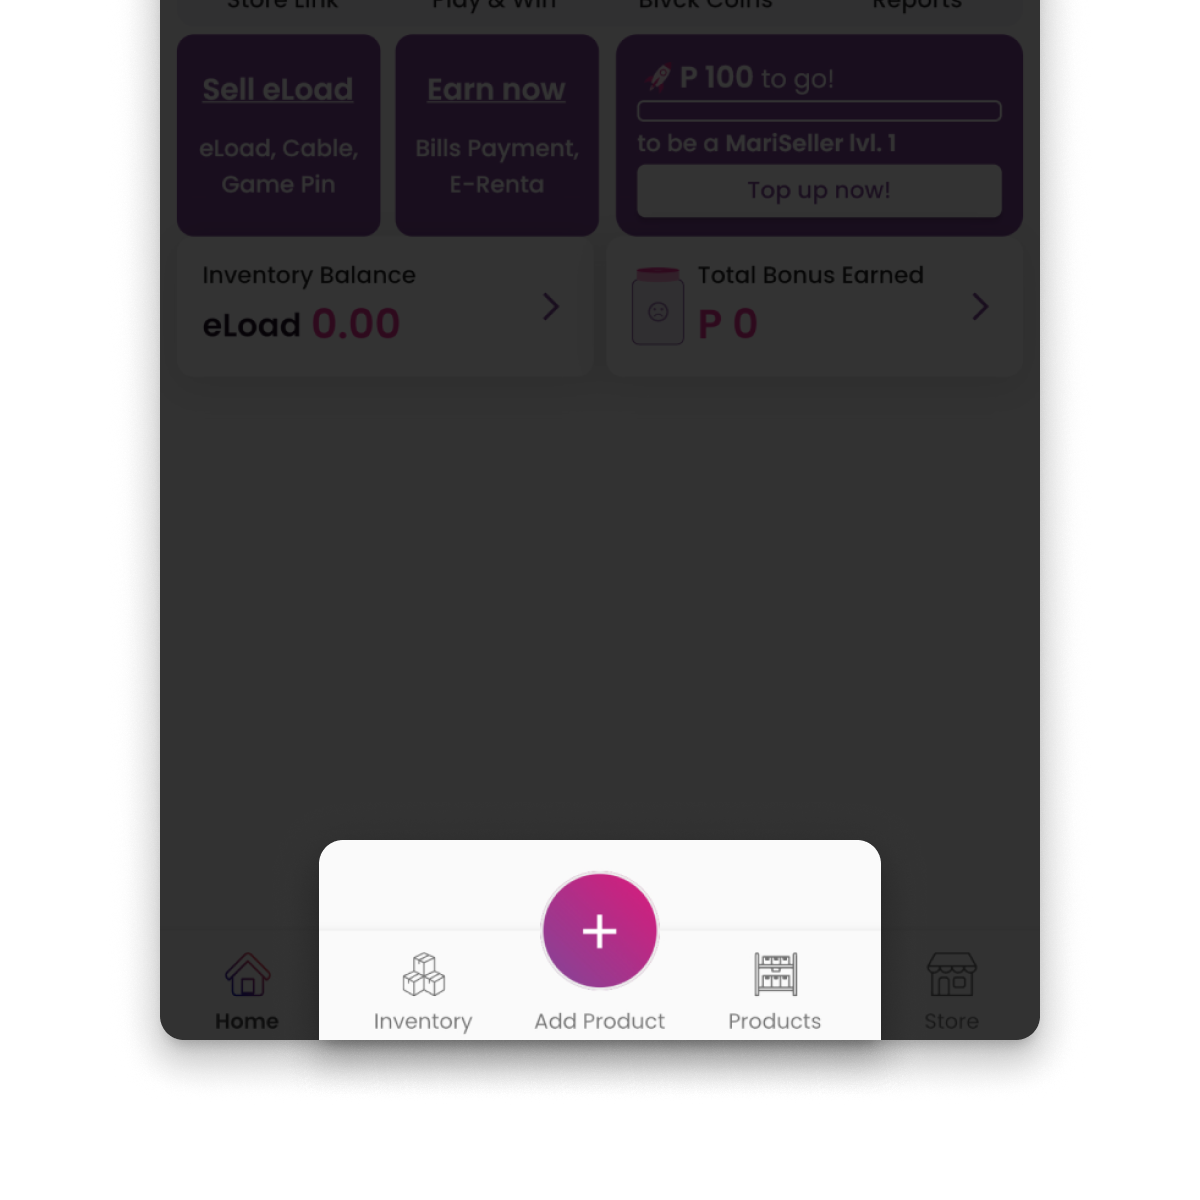 Store Link
Play & Win
Blvck Coins
Reports
Sell eLoad
eLoad, Cable,
Game Pin
Earn now
Bills Payment,
E-Renta
P 100 to go!
to be a MariSeller lvl. 1
Top up now!
Inventory Balance
eLoad 0.00
Total Bonus Earned
P 0
Home
Inventory
Add Product
Products
Store